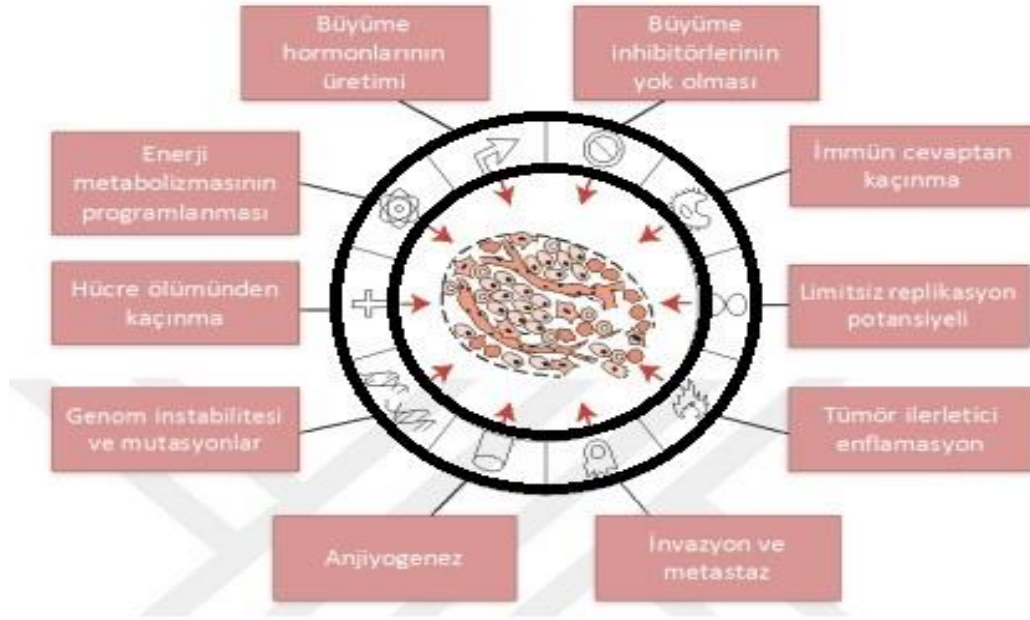 Büyüme
hormonlarının
üretimi
Büyüme
inhibitörlerinin
yok olması
Enerji
metabolizmasının
programlanması
İmmün cevaptan
kaçınma
Hücre ölümünden
kaçınma
Limitsiz replikasyon
potansiyeli
Genom instabilitesi
ve mutasyonlar
Tümör ilerletici
enflamasyon
Anjiyogenez
İnvazyon ve
metastaz